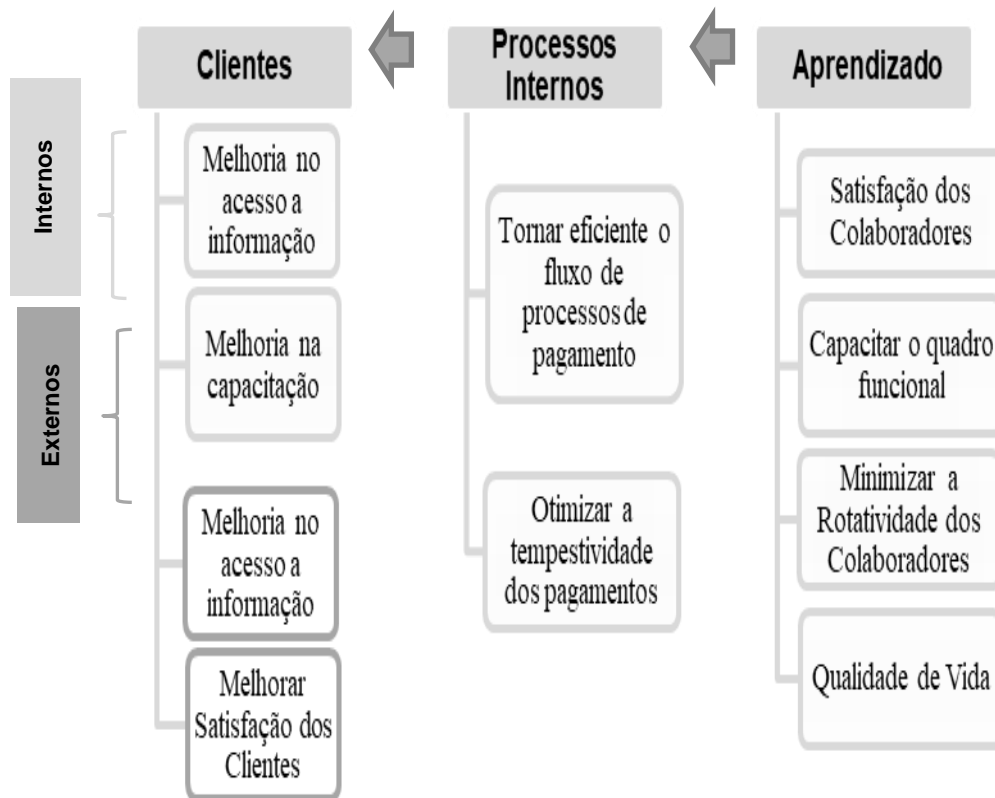 Internos
Externos
Clientes
Melhoria no
acesso a
informação
Melhoria na
capacitação
Melhoria no
acesso a
informação
Melhorar
Satisfação dos
Clientes
Processos
Internos
Tornar eficiente o
fluxo de
processos de
pagamento
Otimizar a
tempestividade
dos pagamentos
Aprendizado
Satisfação dos
Colaboradores
Capacitar o quadro
funcional
Minimizar a
Rotatividade dos
Colaboradores
Qualidade de Vida